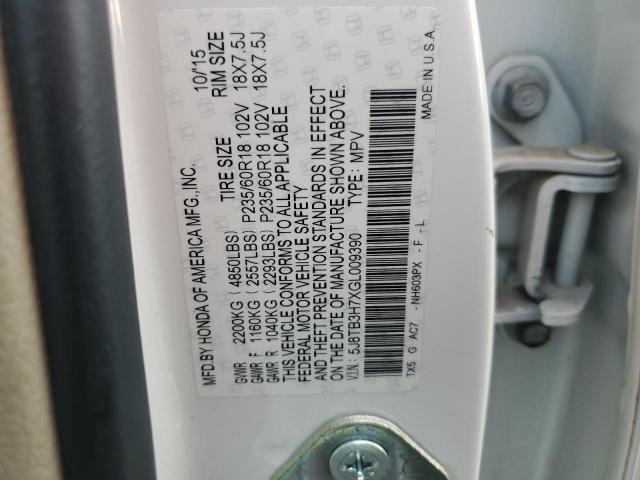 MFD.BY HONDA OF AMERICA MFG.,INC. 10/'15
TIRE SIZE RIM SIZE
GVWR 2200KG (4850LBS)
GAWR F 1160KG (2557LBS) P235/60R18 102V 18X7.5J
GAWR R 1040KG (2293LBS) P235/60R18 102V 18X7.5J
THIS VEHICLE CONFORMS TO ALL APPLICABLE
FEDERAL MOTOR VEHICLE SAFETY
AND THEFT PREVENTION STANDARDS IN EFFECT
ON THE DATE OF MANUFACTURE SHOWN ABOVE.
V.I.N.: 5J8TB3H7XGL009390 TYPE: MPV
TX5 G AC7 - NH603PX - F - L MADE IN U.S.A.